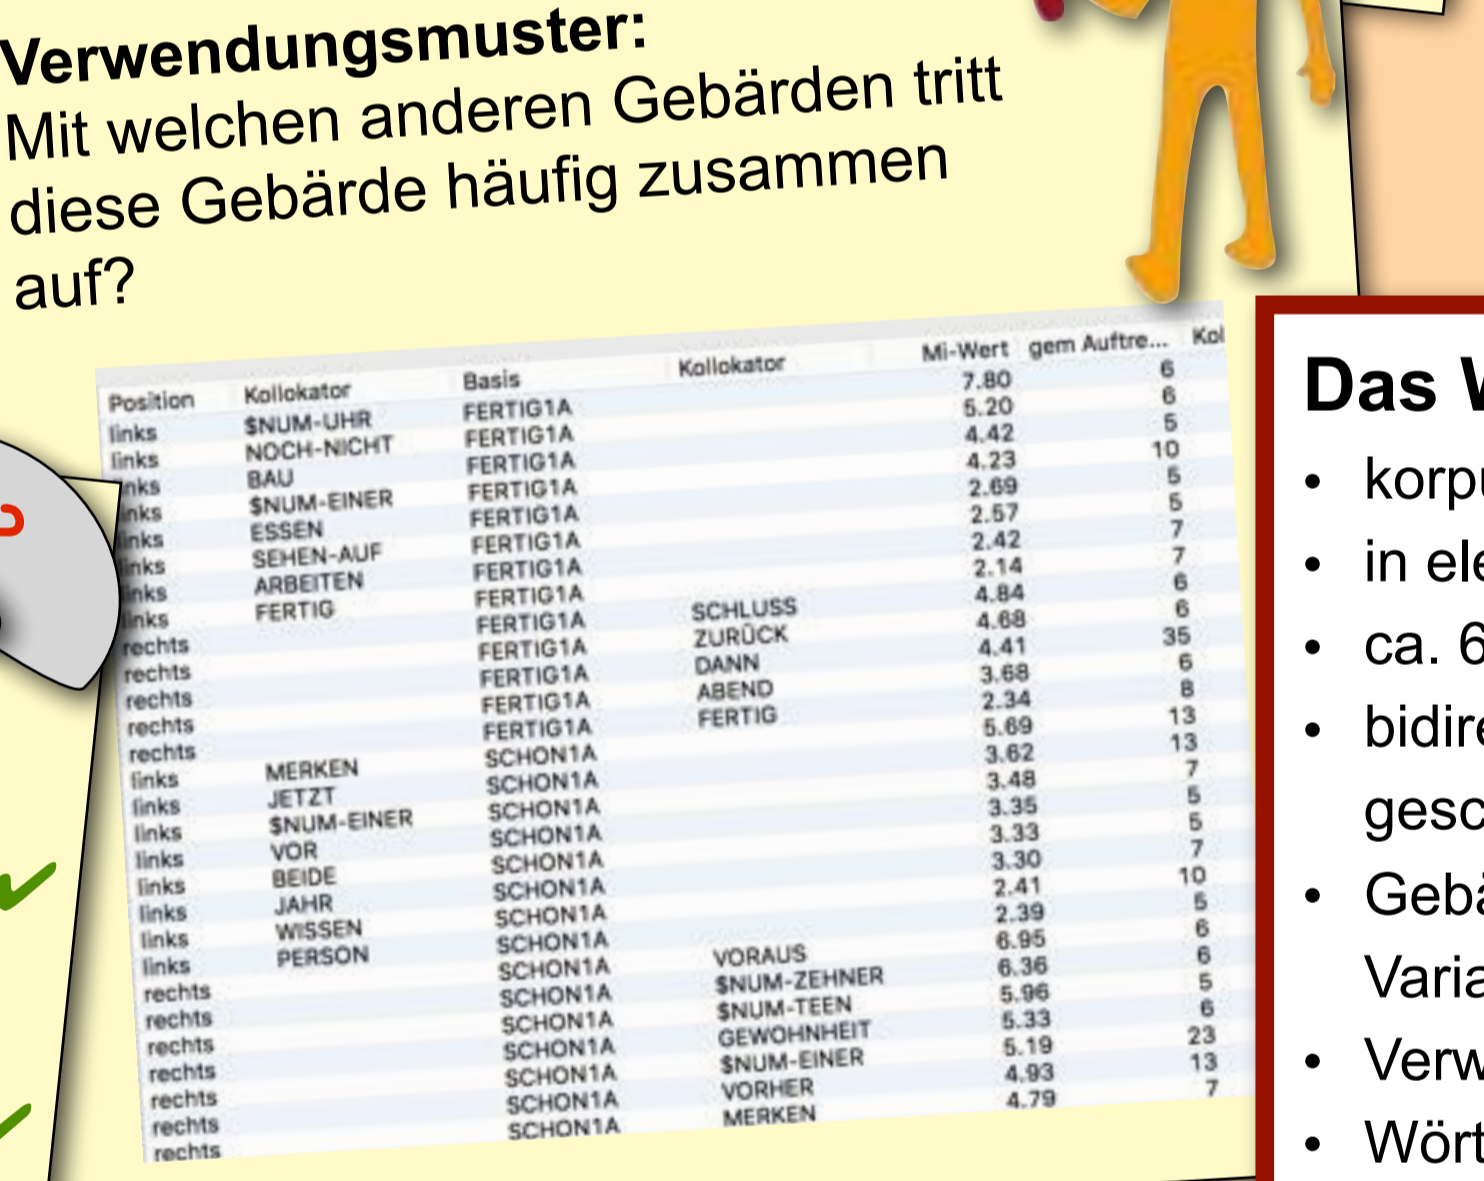 Verwendungsmuster:
Mit welchen anderen Gebärden tritt
diese Gebärde häufig zusammen
auf?
Position Kollokator Basis Kollokator Mi-Wert gem Auftre... Kol
links $NUM-UHR FERTIG1A 7.80 6
links NOCH-NICHT FERTIG1A 5.20 6
nks BAU FERTIG1A 4.42 5
nks $NUM-EINER FERTIG1A 4.23 10
inks ESSEN FERTIG1A 2.69 5
nks SEHEN-AUF FERTIG1A 2.57 5
nks ARBEITEN FERTIG1A 2.42 7
nks FERTIG FERTIG1A 2.14 7
rechts FERTIG1A SCHLUSS 4.84 6
rechts FERTIG1A ZURÜCK 4.68 6
rechts FERTIG1A DANN 4.41 35
rechts FERTIG1A ABEND 3.68 6
rechts FERTIG1A FERTIG 2.34 8
links MERKEN SCHON1A 5.69 13
links JETZT SCHON1A 3.62 13
links $NUM-EINER SCHON1A 3.48 7
links VOR SCHON1A 3.35 5
links BEIDE SCHON1A 3.33 5
links JAHR SCHON1A 3.30 7
links WISSEN SCHON1A 2.41 10
links PERSON SCHON1A 2.39 5
rechts SCHON1A VORAUS 6.95 6
rechts SCHON1A $NUM-ZEHNER 6.36 6
rechts SCHON1A $NUM-TEEN 5.96 5
rechts SCHON1A GEWOHNHEIT 5.33 6
rechts SCHON1A $NUM-EINER 5.19 23
rechts SCHON1A VORHER 4.93 13
rechts SCHON1A MERKEN 4.79 7
Das W
• korpu
• in ele
• ca. 6
• bidire
gesc
• Gebä
Varia
• Verw
• Wört